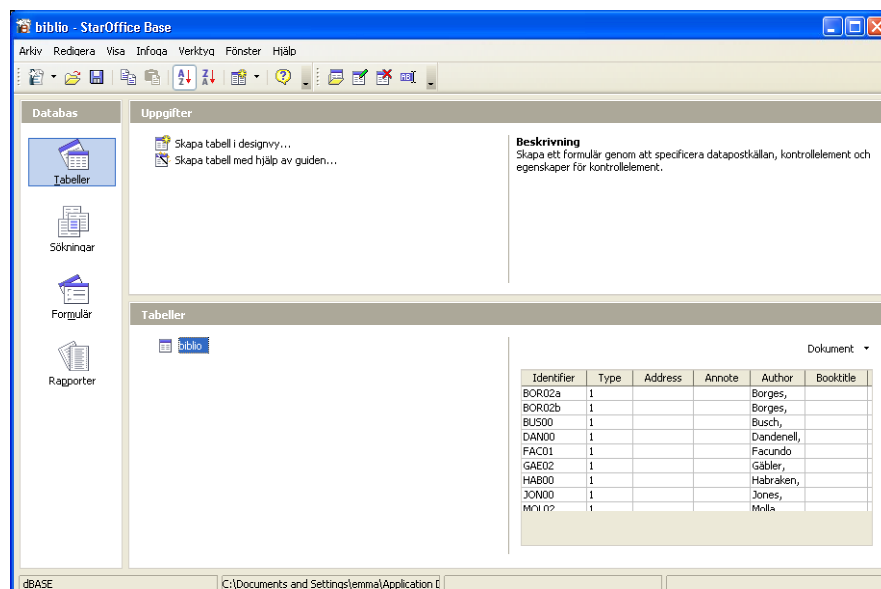 biblio - StarOffice Base
Arkiv Redigera Visa Infoga Verktyg Fönster Hjälp
Databas
Uppgifter
Tabeller
Sökningar
Formulär
Rapporter
Skapa tabell i designvy...
Skapa tabell med hjälp av guiden...
Beskrivning
Skapa ett formulär genom att specificera datapostkällan, kontrollelement och
egenskaper för kontrollelement.
Tabeller
biblio
Dokument
Identifier Type Address Annote Author Booktitle
BOR02a 1 Borges,
BOR02b 1 Borges,
BUS00 1 Busch,
DAN00 1 Dandenell,
FAC01 1 Facundo
GAE02 1 Gäbler,
HAB00 1 Habraken,
JON00 1 Jones,
MOL02 1 Molla
dBASE C:\Documents and Settings\emma\Application D